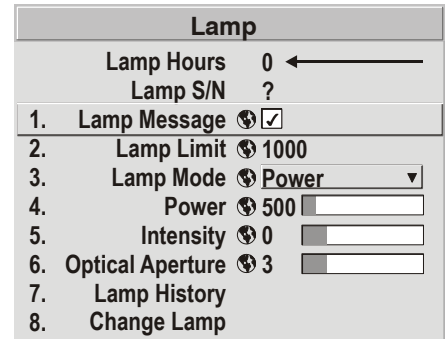 Lamp
Lamp Hours 0
Lamp S/N ?
1. Lamp Message
2. Lamp Limit 1000
3. Lamp Mode Power
4. Power 500
5. Intensity 0
6. Optical Aperture 3
7. Lamp History
8. Change Lamp